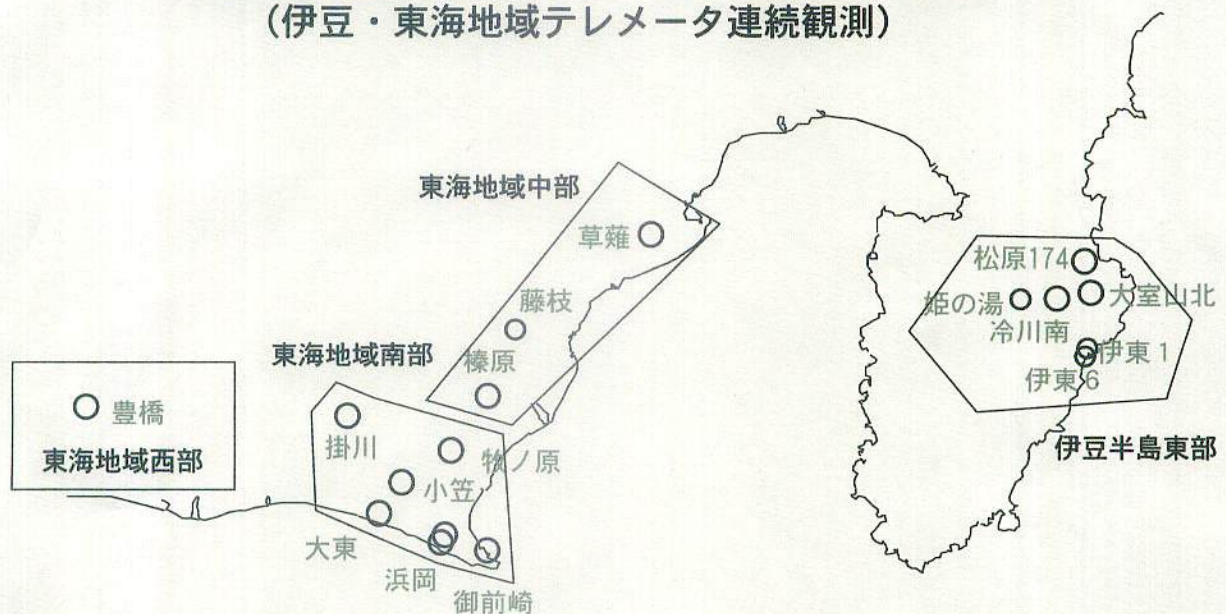 （伊豆・東海地域テレメータ連続観測）
東海地域中部
草薙
藤枝
榛原
東海地域南部
掛川
牧ノ原
小笠
大東
浜岡
御前崎
豊橋
東海地域西部
松原174
姫の湯
大室山北
冷川南
伊東1
伊東6
伊豆半島東部